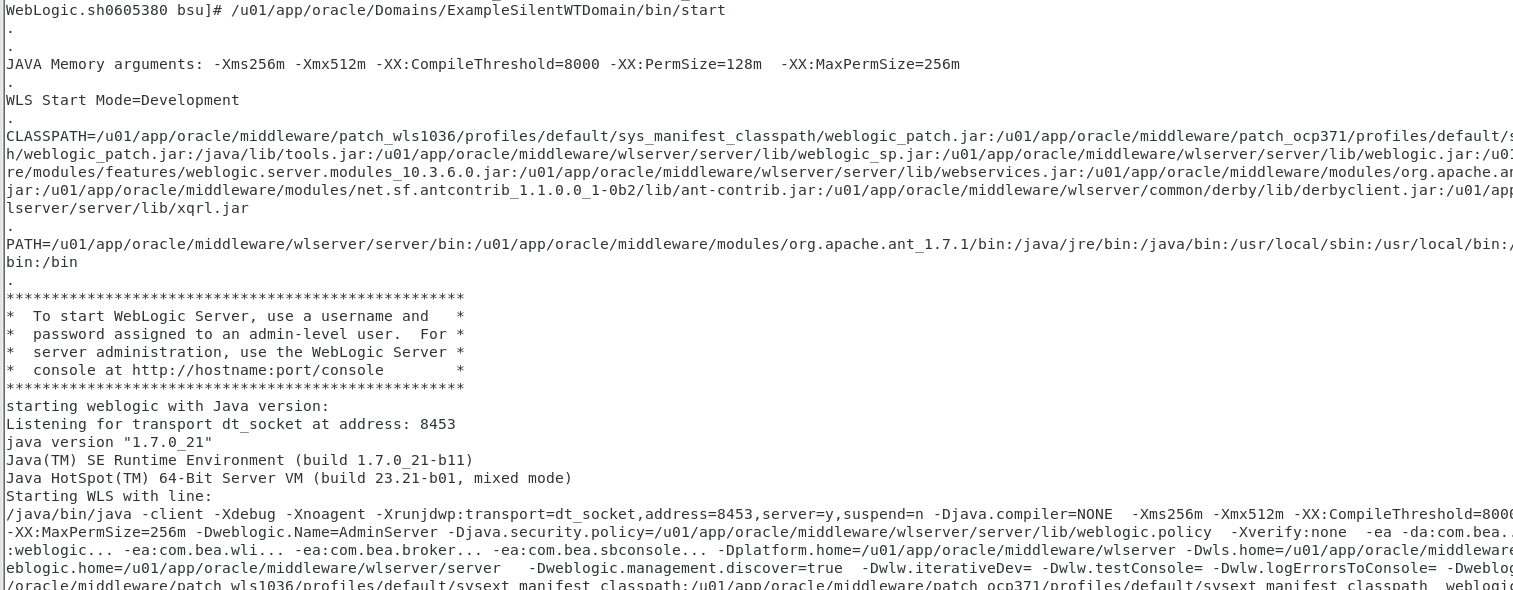 WebLogic.sh0605380 bsu]# /u01/app/oracle/Domains/ExampleSilentWTDomain/bin/start
.
.
JAVA Memory arguments: -Xms256m -Xmx512m -XX:CompileThreshold=8000 -XX:PermSize=128m  -XX:MaxPermSize=256m
.
WLS Start Mode=Development
.
CLASSPATH=/u01/app/oracle/middleware/patch_wls1036/profiles/default/sys_manifest_classpath/weblogic_patch.jar:/u01/app/oracle/middleware/patch_ocp371/profiles/default/s
h/weblogic_patch.jar:/java/lib/tools.jar:/u01/app/oracle/middleware/wlserver/server/lib/weblogic_sp.jar:/u01/app/oracle/middleware/wlserver/server/lib/weblogic.jar:/u01
re/modules/features/weblogic.server.modules_10.3.6.0.jar:/u01/app/oracle/middleware/wlserver/server/lib/webservices.jar:/u01/app/oracle/middleware/modules/org.apache.an
jar:/u01/app/oracle/middleware/modules/net.sf.antcontrib_1.1.0.0_1-0b2/lib/ant-contrib.jar:/u01/app/oracle/middleware/wlserver/common/derby/lib/derbyclient.jar:/u01/app
lserver/server/lib/xqrl.jar
.
PATH=/u01/app/oracle/middleware/wlserver/server/bin:/u01/app/oracle/middleware/modules/org.apache.ant_1.7.1/bin:/java/jre/bin:/java/bin:/usr/local/sbin:/usr/local/bin:/
bin:/bin
.
***************************************************
*  To start WebLogic Server, use a username and   *
*  password assigned to an admin-level user.  For *
*  server administration, use the WebLogic Server *
*  console at http://hostname:port/console        *
***************************************************
starting weblogic with Java version:
Listening for transport dt_socket at address: 8453
java version "1.7.0_21"
Java(TM) SE Runtime Environment (build 1.7.0_21-b11)
Java HotSpot(TM) 64-Bit Server VM (build 23.21-b01, mixed mode)
Starting WLS with line:
/java/bin/java -client -Xdebug -Xnoagent -Xrunjdwp:transport=dt_socket,address=8453,server=y,suspend=n -Djava.compiler=NONE  -Xms256m -Xmx512m -XX:CompileThreshold=8000
-XX:MaxPermSize=256m -Dweblogic.Name=AdminServer -Djava.security.policy=/u01/app/oracle/middleware/wlserver/server/lib/weblogic.policy  -Xverify:none  -ea -da:com.bea..
:weblogic... -ea:com.bea.wli... -ea:com.bea.broker... -ea:com.bea.sbconsole... -Dplatform.home=/u01/app/oracle/middleware/wlserver -Dwls.home=/u01/app/oracle/middleware
eblogic.home=/u01/app/oracle/middleware/wlserver/server   -Dweblogic.management.discover=true  -Dwlw.iterativeDev= -Dwlw.testConsole= -Dwlw.logErrorsToConsole= -Dweblog
/oracle/middleware/patch_wls1036/profiles/default/sysext_manifest_classpath:/u01/app/oracle/middleware/patch_ocp371/profiles/default/sysext_manifest_classpath  weblogic